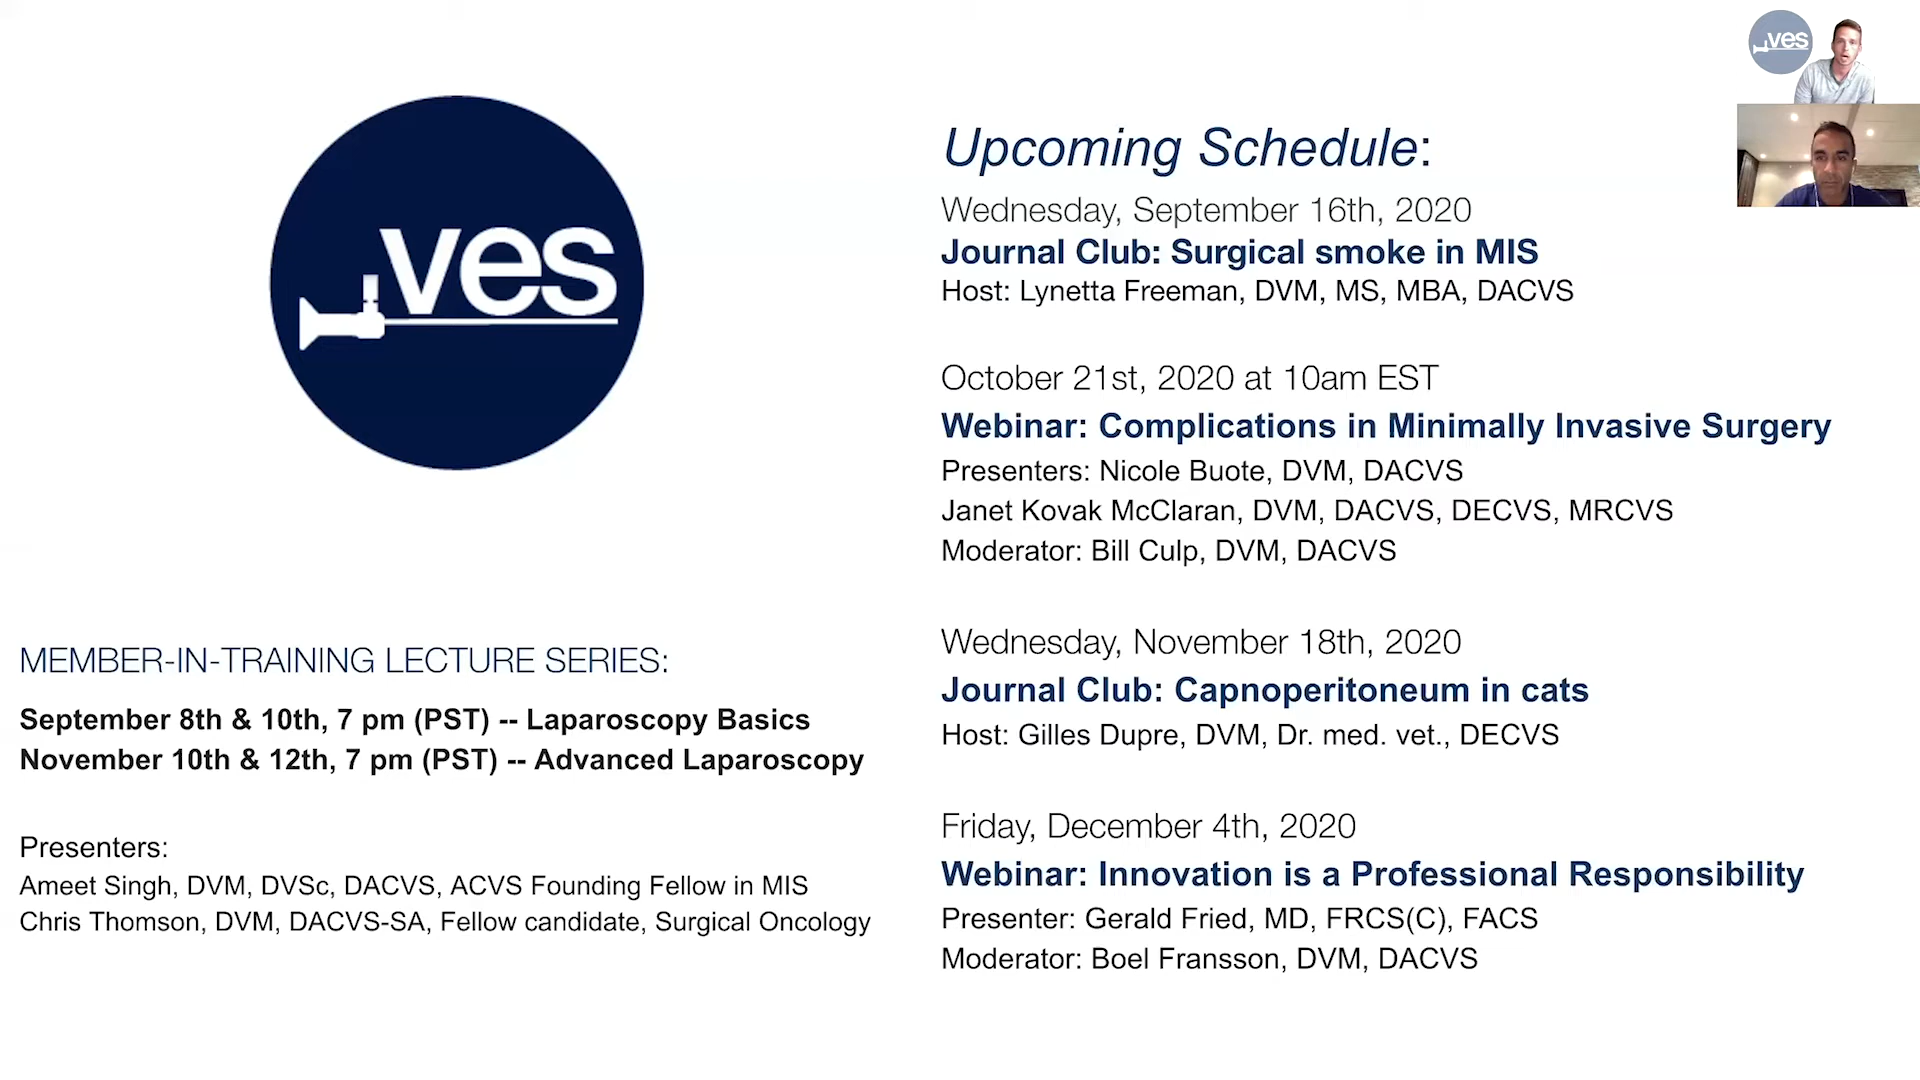 ves
MEMBER-IN-TRAINING LECTURE SERIES:
September 8th & 10th, 7 pm (PST) -- Laparoscopy Basics
November 10th & 12th, 7 pm (PST) -- Advanced Laparoscopy
Presenters:
Ameet Singh, DVM, DVSc, DACVS, ACVS Founding Fellow in MIS
Chris Thomson, DVM, DACVS-SA, Fellow candidate, Surgical Oncology
Upcoming Schedule:
Wednesday, September 16th, 2020
Journal Club: Surgical smoke in MIS
Host: Lynetta Freeman, DVM, MS, MBA, DACVS
October 21st, 2020 at 10am EST
Webinar: Complications in Minimally Invasive Surgery
Presenters: Nicole Buote, DVM, DACVS
Janet Kovak McClaran, DVM, DACVS, DECVS, MRCVS
Moderator: Bill Culp, DVM, DACVS
Wednesday, November 18th, 2020
Journal Club: Capnoperitoneum in cats
Host: Gilles Dupre, DVM, Dr. med. vet., DECVS
Friday, December 4th, 2020
Webinar: Innovation is a Professional Responsibility
Presenter: Gerald Fried, MD, FRCS(C), FACS
Moderator: Boel Fransson, DVM, DACVS
ves